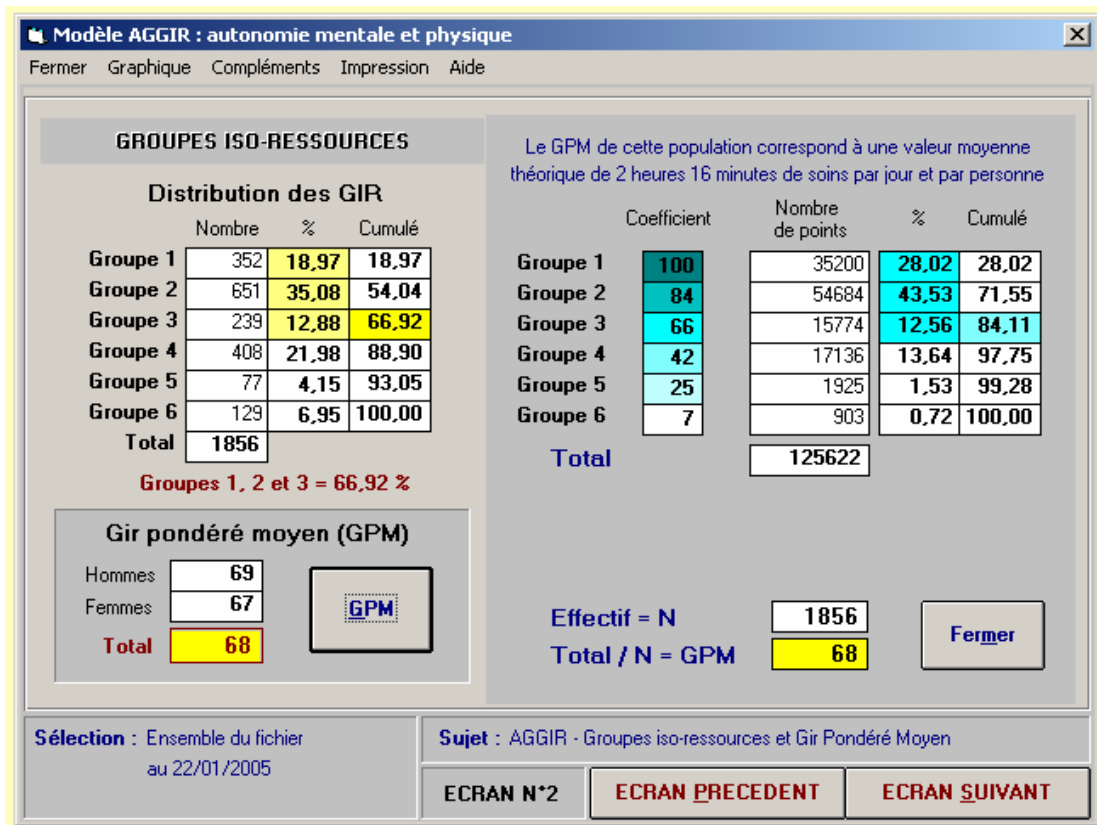 Modèle AGGIR : autonomie mentale et physique
Fermer Graphique Compléments Impression Aide
GROUPES ISO-RESSOURCES
Distribution des GIR
Nombre % Cumulé
Groupe 1 352 18,97 18,97
Groupe 2 651 35,08 54,04
Groupe 3 239 12,88 66,92
Groupe 4 408 21,98 88,90
Groupe 5 77 4,15 93,05
Groupe 6 129 6,95 100,00
Total 1856
Groupes 1, 2 et 3 = 66,92 %
Gir pondéré moyen (GPM)
Hommes 69
Femmes 67
Total 68
GPM
Le GPM de cette population correspond à une valeur moyenne
théorique de 2 heures 16 minutes de soins par jour et par personne
Coefficient Nombre de points % Cumulé
Groupe 1 100 35200 28,02 28,02
Groupe 2 84 54684 43,53 71,55
Groupe 3 66 15774 12,56 84,11
Groupe 4 42 17136 13,64 97,75
Groupe 5 25 1925 1,53 99,28
Groupe 6 7 903 0,72 100,00
Total 125622
Effectif = N 1856
Total / N = GPM 68
Fermer
Sélection : Ensemble du fichier
au 22/01/2005
Sujet : AGGIR - Groupes iso-ressources et Gir Pondéré Moyen
ECRAN N°2 ECRAN PRECEDENT ECRAN SUIVANT